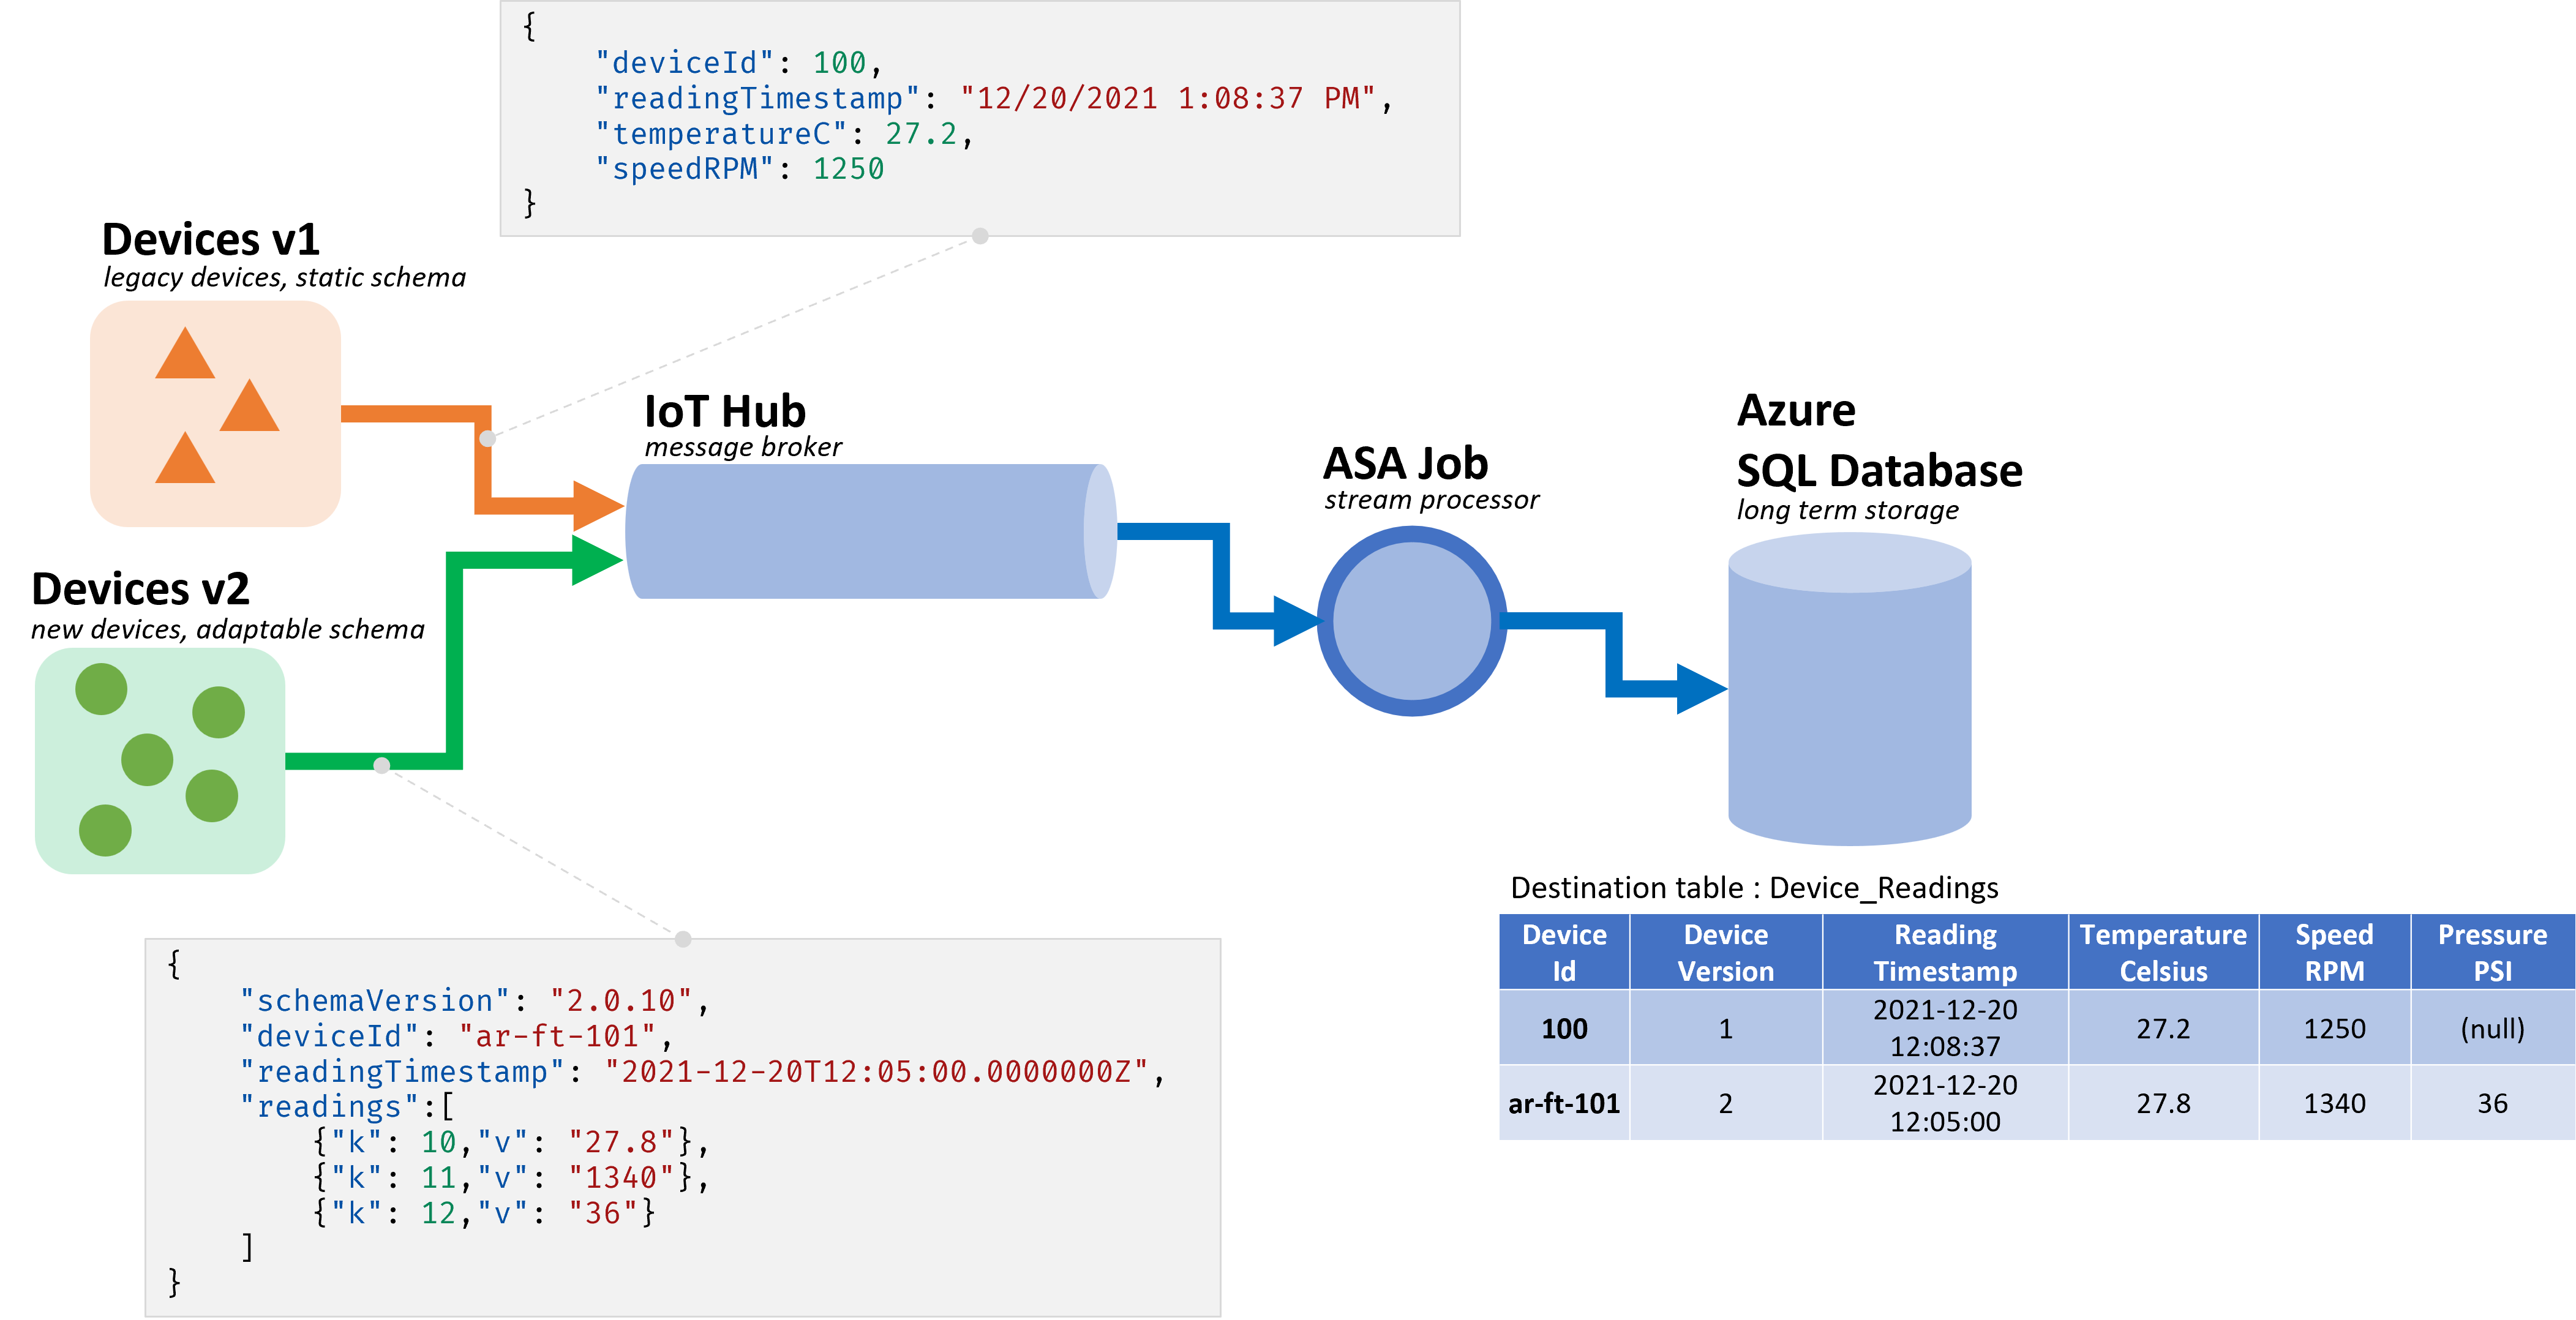 {
"deviceId": 100,
"readingTimestamp": "12/20/2021 1:08:37 PM",
"temperatureC": 27.2,
"speedRPM": 1250
}
Devices v1
legacy devices, static schema
IoT Hub
message broker
ASA Job
stream processor
Azure
SQL Database
long term storage
Devices v2
new devices, adaptable schema
{
"schemaVersion": "2.0.10",
"deviceId": "ar-ft-101",
"readingTimestamp": "2021-12-20T12:05:00.0000000Z",
"readings":[
{"k": 10,"v": "27.8"},
{"k": 11,"v": "1340"},
{"k": 12,"v": "36"}
]
}
Destination table : Device_Readings
Device Device Reading Temperature Speed Pressure
Id Version Timestamp Celsius RPM PSI
100 1 2021-12-20 12:08:37 27.2 1250 (null)
ar-ft-101 2 2021-12-20 12:05:00 27.8 1340 36